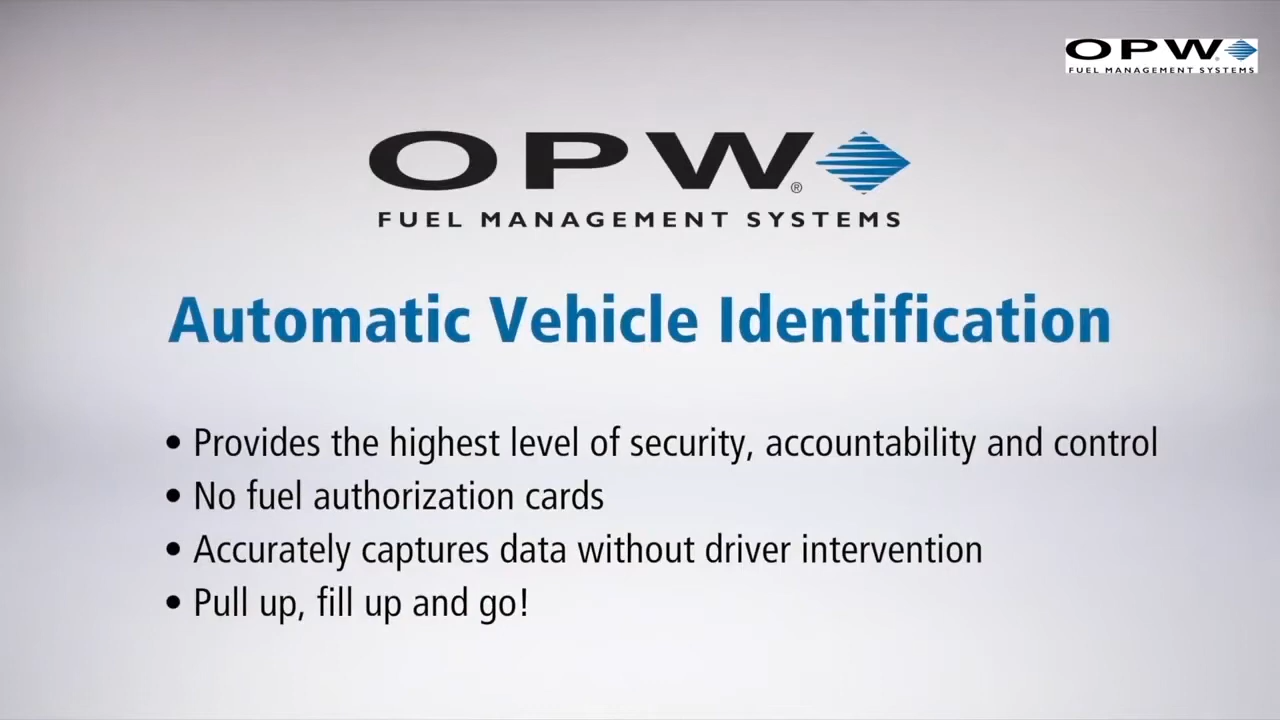 OPW
FUEL MANAGEMENT SYSTEMS
OPW®
FUEL MANAGEMENT SYSTEMS
Automatic Vehicle Identification
• Provides the highest level of security, accountability and control
• No fuel authorization cards
• Accurately captures data without driver intervention
• Pull up, fill up and go!